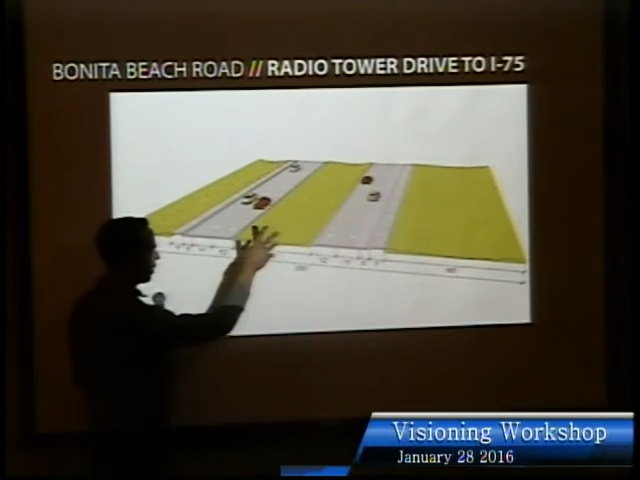 BONITA BEACH ROAD // RADIO TOWER DRIVE TO I-75
Visioning Workshop
January 28 2016